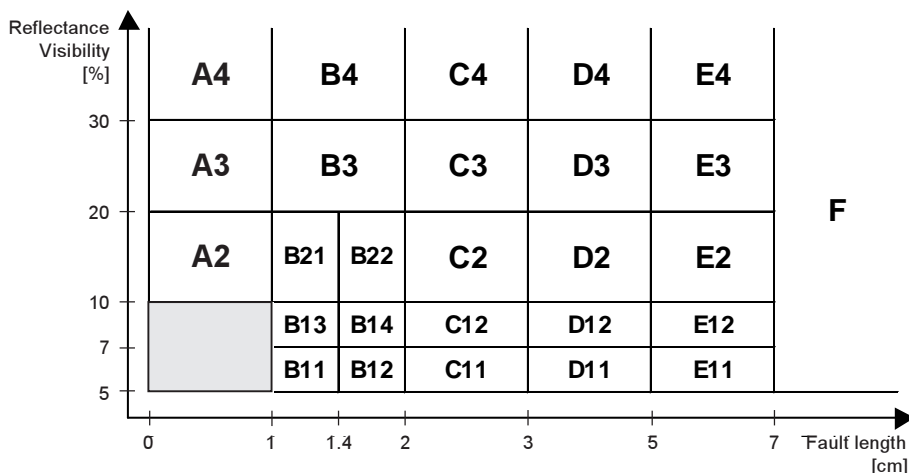 Reflectance
Visibility
[%]
A4 B4 C4 D4 E4
30
A3 B3 C3 D3 E3
20
F
A2 B21 B22 C2 D2 E2
10
B13 B14 C12 D12 E12
7
B11 B12 C11 D11 E11
5
0 1 1.4 2 3 5 7 Fault length
[cm]